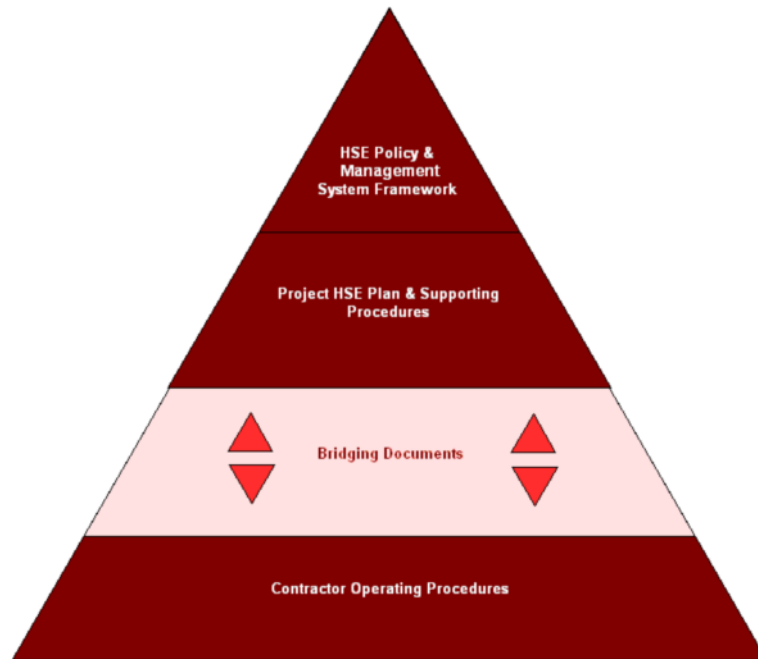 HSE Policy &
Management
System Framework
Project HSE Plan & Supporting
Procedures
Bridging Documents
Contractor Operating Procedures